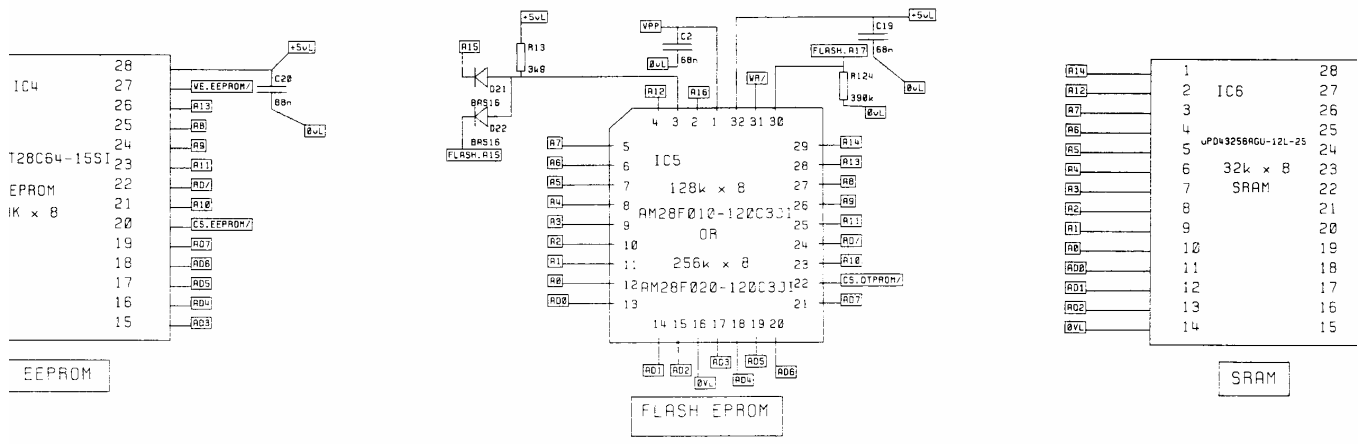 +5vL
28
IC4
27
WE.EEPROM/
C20
68n
26
A13
25
A8
0vL
24
A9
T28C64-15SI
23
A11
22
RD/
EPROM
21
A10
K x 8
20
CS.EEPROM/
19
AD7
18
AD6
17
AD5
16
AD4
15
AD3
EEPROM
+5vL
A15
R13
3k9
D21
BAS16
D22
BAS16
FLASH.A15
VPP
C2
68n
0vL
A12
A16
+5vL
C19
68n
FLASH.A17
WR/
R124
390k
0vL
0vL
4 3 2 1 32 31 30
A7 5
A6 6
A5 7
A4 8
A3 9
A2 10
A1 11
A0 12
AD0 13
IC5
128k x 8
AM28F010-120C3JI
OR
256k x 8
AM28F020-120C3JI
29 A14
28 A13
27 A8
26 A9
25 A11
24 RD/
23 A10
22 CS.OTPROM/
21 AD7
14 15 16 17 18 19 20
AD1 AD2 0VL AD3 AD4 AD5 AD6
FLASH EPROM
A14 1 28
A12 2 IC6 27
A7 3 26
A6 4 25
A5 5 uPD43256AGU-12L-25 24
A4 6 32k x 8 23
A3 7 SRAM 22
A2 8 21
A1 9 20
A0 10 19
AD0 11 18
AD1 12 17
AD2 13 16
0VL 14 15
SRAM